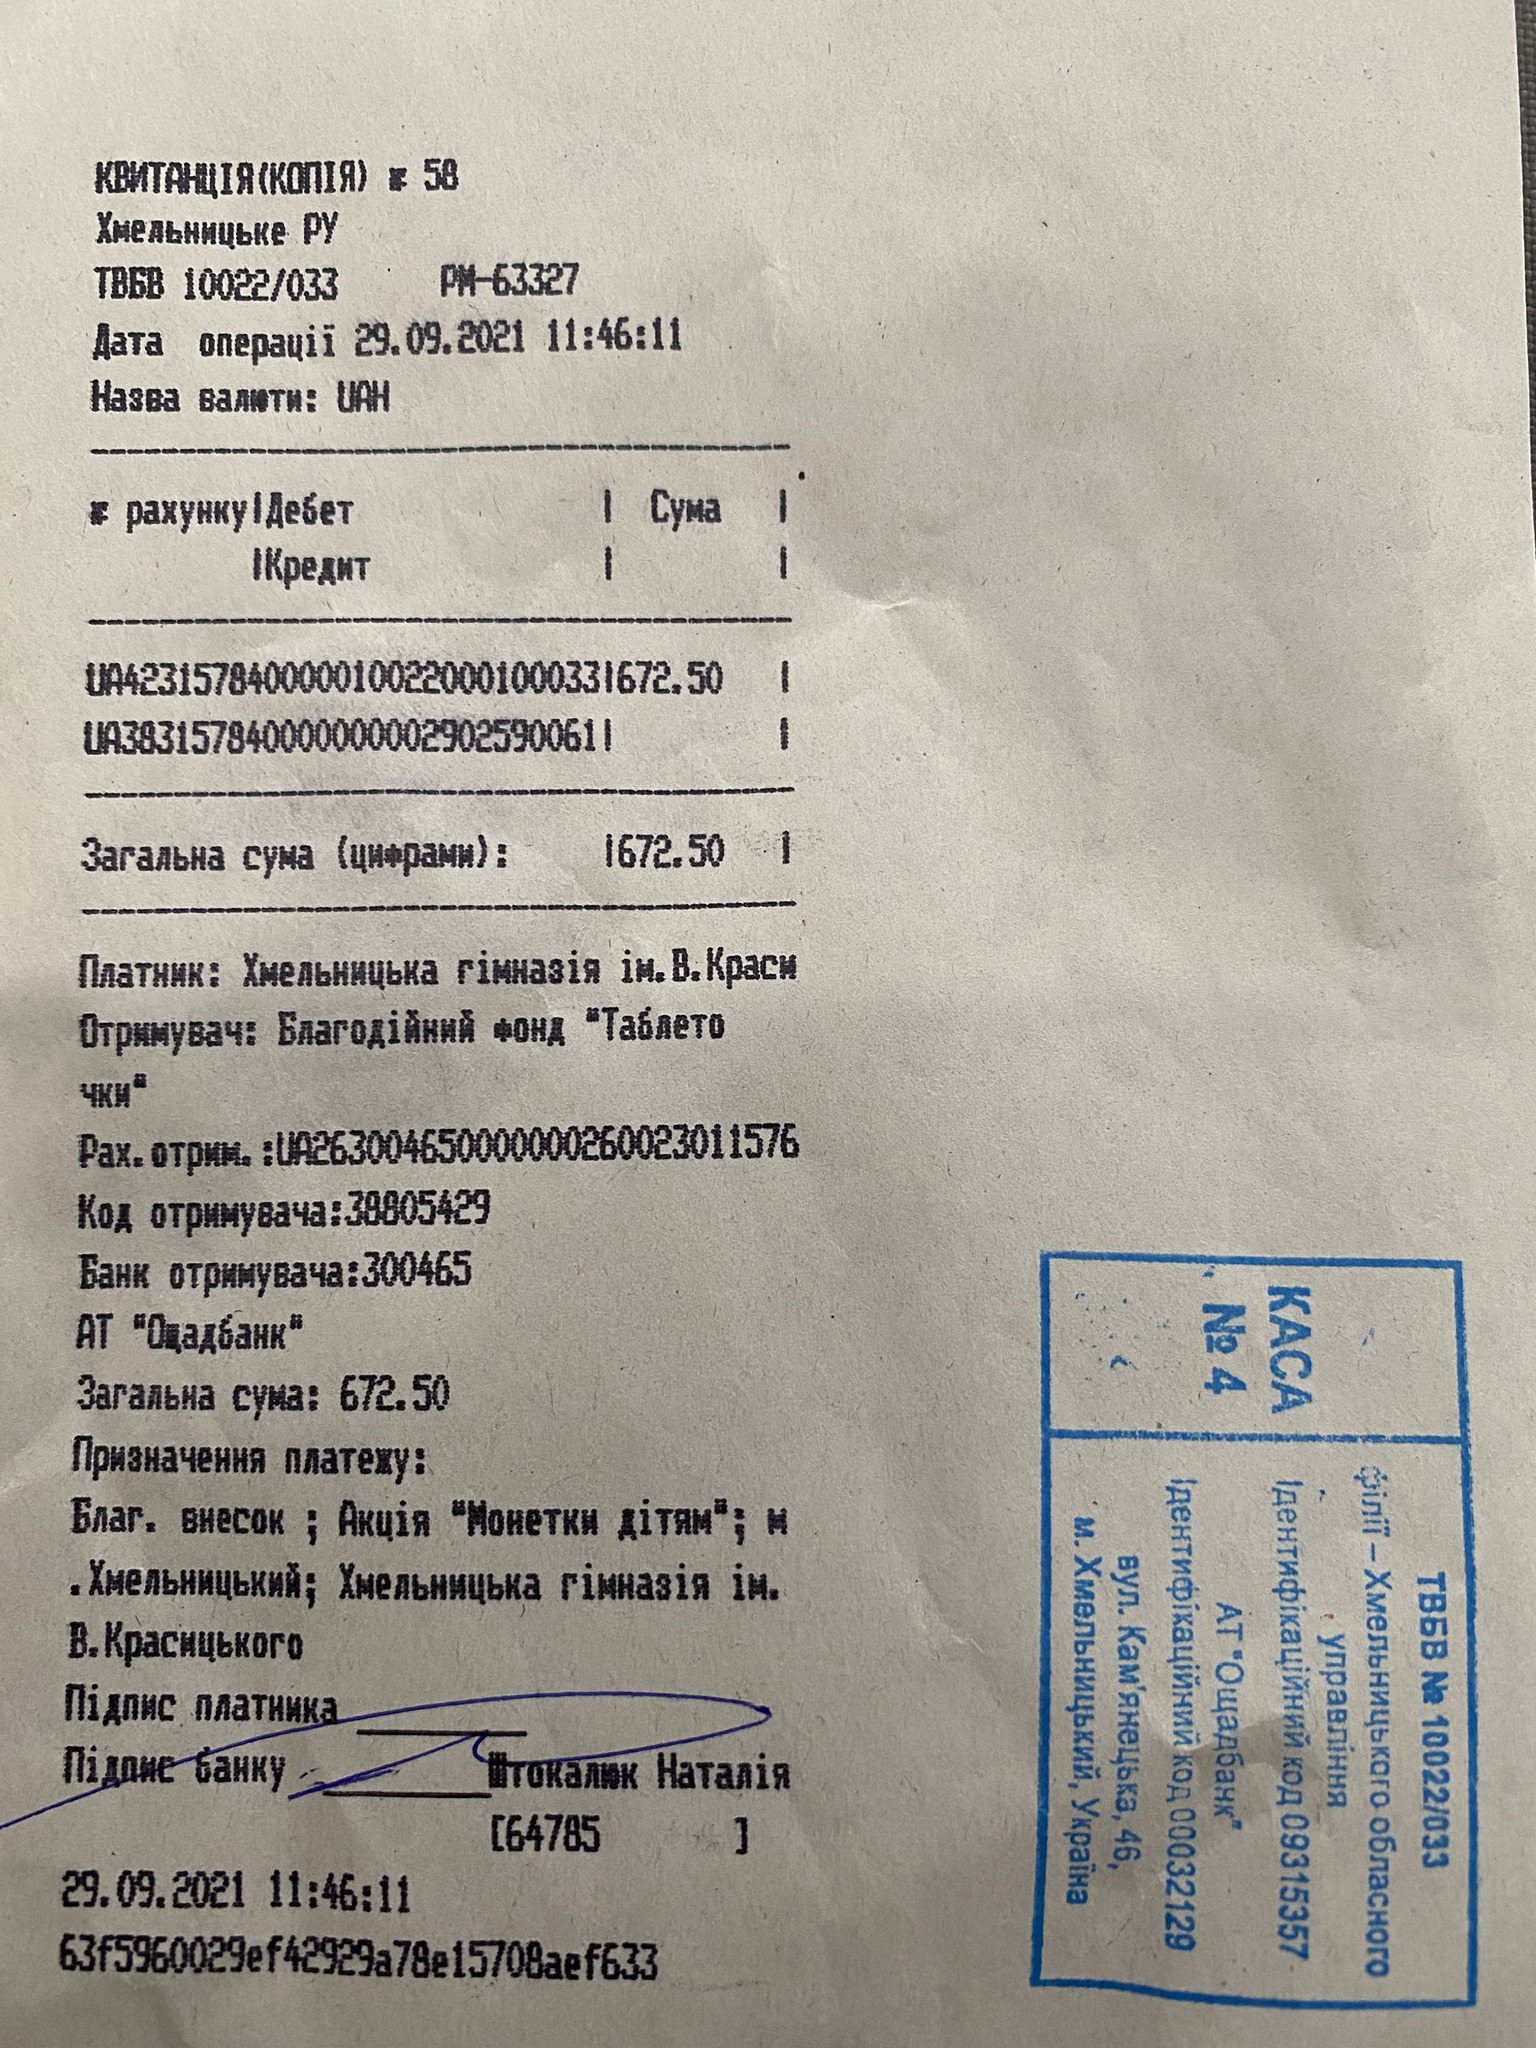 КВИТАНЦІЯ(КОПІЯ) № 58
Хмельницьке РУ
ТВБВ 10022/033 РМ-63327
Дата операції 29.09.2021 11:46:11
Назва валюти: UAH
№ рахунку|Дебет | Сума |
|Кредит | |
UA423157840000010022000100033|672.50 |
UA383157840000000002902590061| |
Загальна сума (цифрами): |672.50 |
Платник: Хмельницька гімназія ім.В.Краси
Отримувач: Благодійний фонд "Таблето
чки"
Рах.отрим.:UA263004650000000260023011576
Код отримувача:38805429
Банк отримувача:300465
АТ "Ощадбанк"
Загальна сума: 672.50
Призначення платежу:
Благ. внесок ; Акція "Монетки дітям"; м
.Хмельницький; Хмельницька гімназія ім.
В.Красицького
Підпис платника
Підпис банку Штокалюк Наталія
[64785 ]
29.09.2021 11:46:11
63f5960029ef42929a78e15708aef633
КАСА
№ 4
ТВБВ № 10022/033
філії – Хмельницького обласного
управління
Ідентифікаційний код 09315357
АТ "Ощадбанк"
Ідентифікаційний код 00032129
вул. Кам'янецька, 46,
м. Хмельницький, Україна